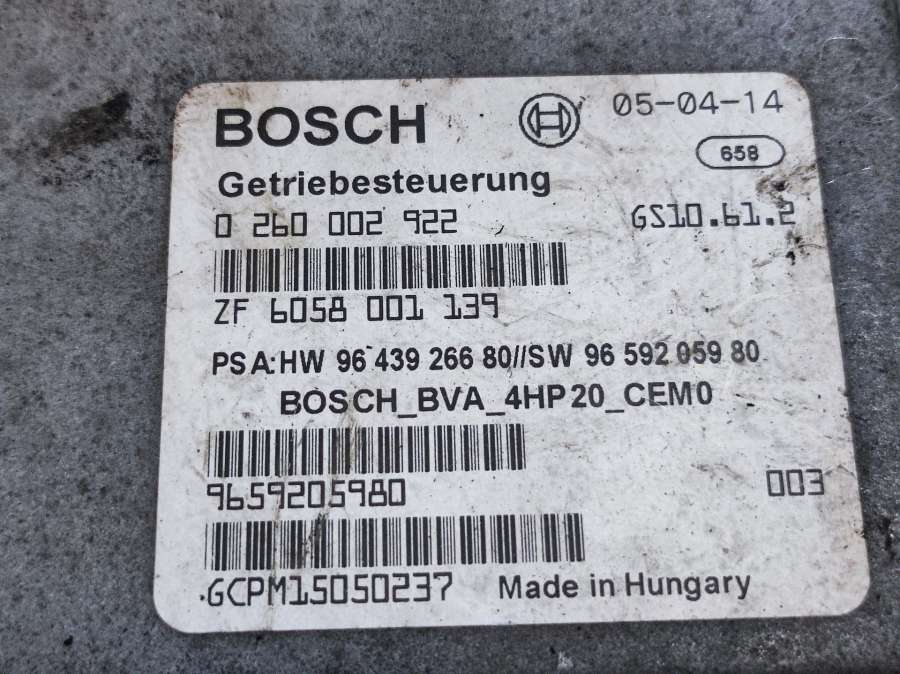 BOSCH 05-04-14
658
Getriebesteuerung
0 260 002 922 GS10.61.2
ZF 6058 001 139
PSA:HW 96 439 266 80//SW 96 592 059 80
BOSCH_BVA_4HP20_CEM0
9659205980 003
.GCPM15050237 Made in Hungary